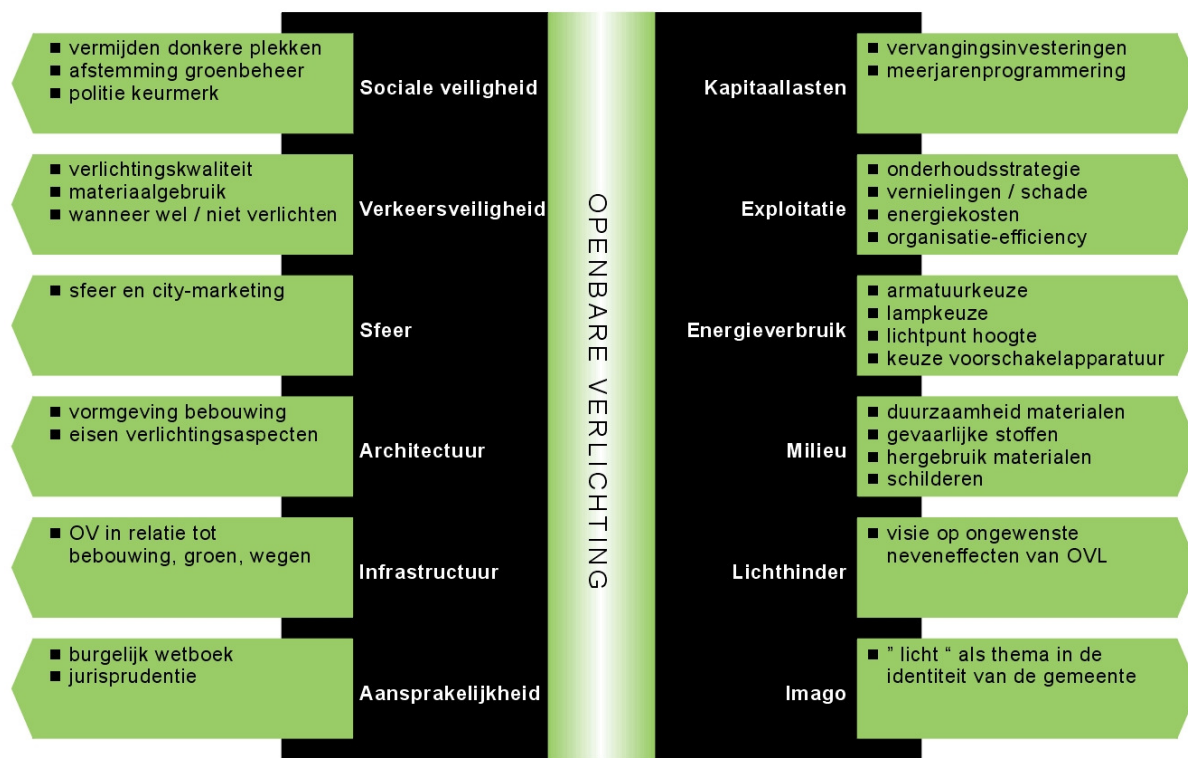 ■ vermijden donkere plekken
■ afstemming groenbeheer
■ politie keurmerk
Sociale veiligheid
■ verlichtingskwaliteit
■ materiaalgebruik
■ wanneer wel / niet verlichten
Verkeersveiligheid
■ sfeer en city-marketing
Sfeer
■ vormgeving bebouwing
■ eisen verlichtingsaspecten
Architectuur
■ OV in relatie tot
bebouwing, groen, wegen
Infrastructuur
■ burgelijk wetboek
■ jurisprudentie
Aansprakelijkheid
OPENBARE VERLICHTING
Kapitaallasten
■ vervangingsinvesteringen
■ meerjarenprogrammering
Exploitatie
■ onderhoudsstrategie
■ vernielingen / schade
■ energiekosten
■ organisatie-efficiency
Energieverbruik
■ armatuurkeuze
■ lampkeuze
■ lichtpunt hoogte
■ keuze voorschakelapparatuur
Milieu
■ duurzaamheid materialen
■ gevaarlijke stoffen
■ hergebruik materialen
■ schilderen
Lichthinder
■ visie op ongewenste
neveneffecten van OVL
Imago
■ ” licht “ als thema in de
identiteit van de gemeente